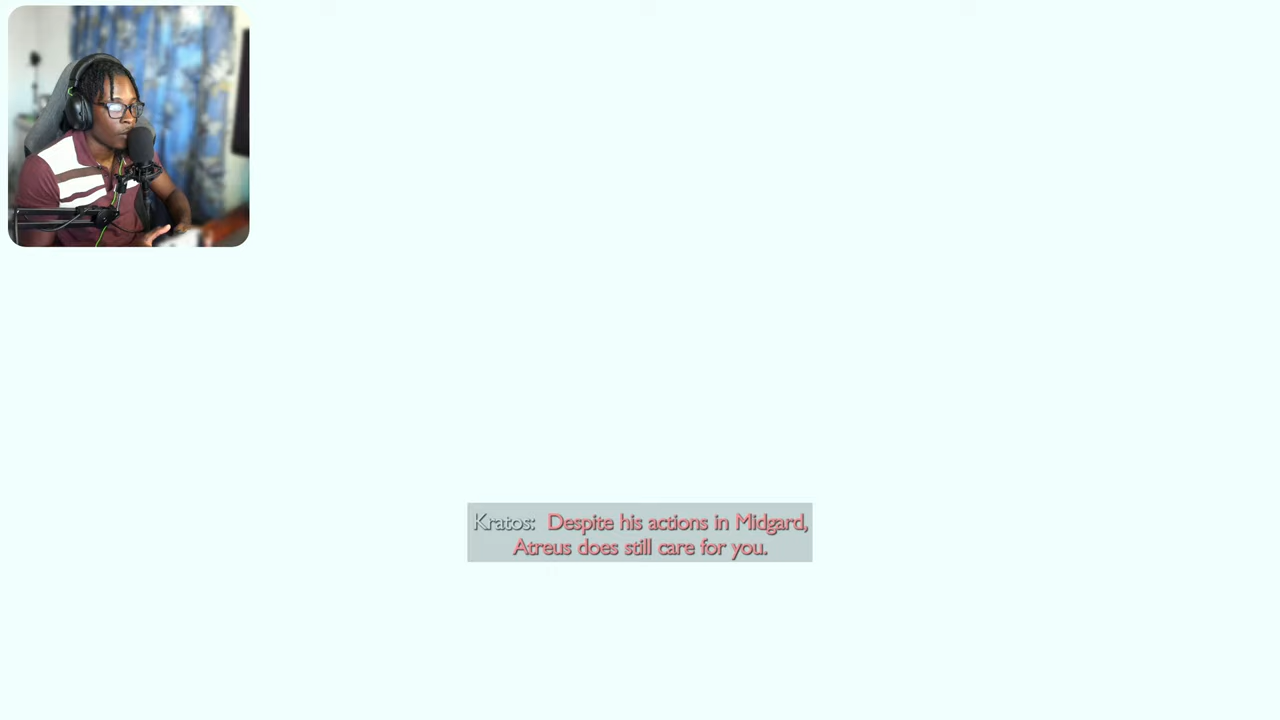 Kratos: Despite his actions in Midgard,
Atreus does still care for you.